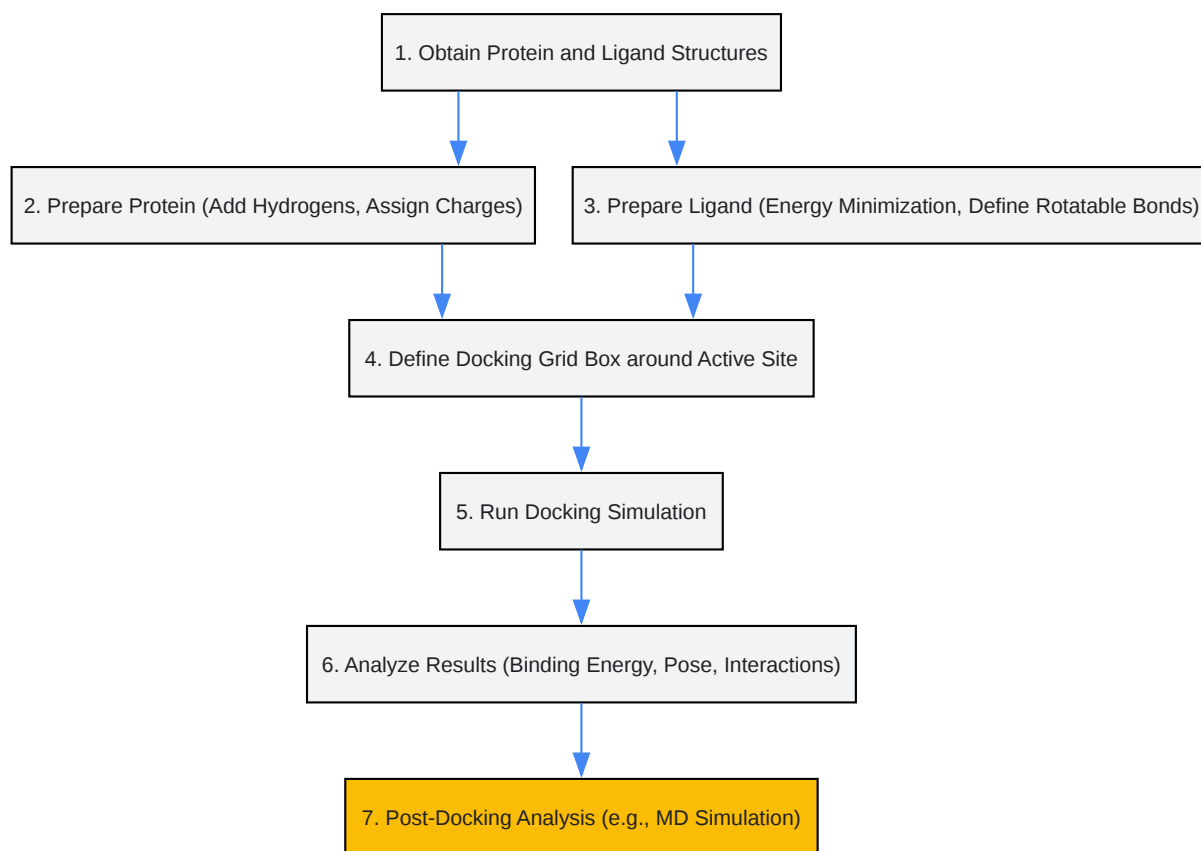 1. Obtain Protein and Ligand Structures
2. Prepare Protein (Add Hydrogens, Assign Charges)
3. Prepare Ligand (Energy Minimization, Define Rotatable Bonds)
4. Define Docking Grid Box around Active Site
5. Run Docking Simulation
6. Analyze Results (Binding Energy, Pose, Interactions)
7. Post-Docking Analysis (e.g., MD Simulation)